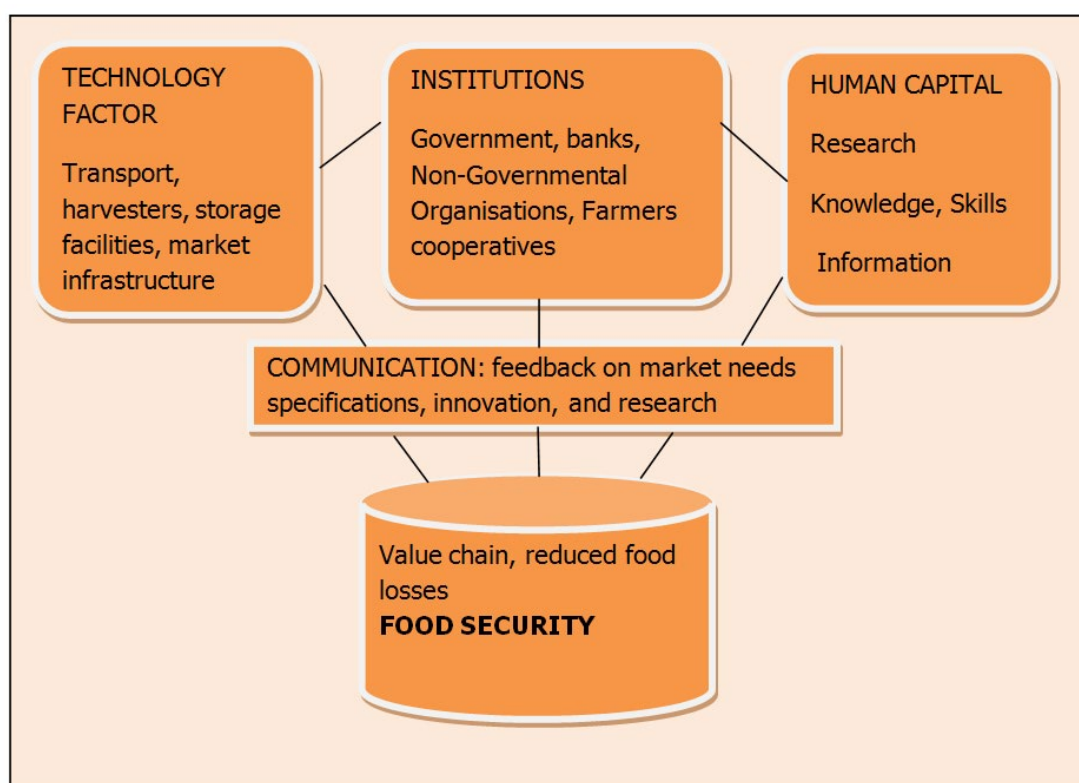 TECHNOLOGY
FACTOR
Transport,
harvesters, storage
facilities, market
infrastructure
INSTITUTIONS
Government, banks,
Non-Governmental
Organisations, Farmers
cooperatives
HUMAN CAPITAL
Research
Knowledge, Skills
Information
COMMUNICATION: feedback on market needs
specifications, innovation, and research
Value chain, reduced food
losses
FOOD SECURITY